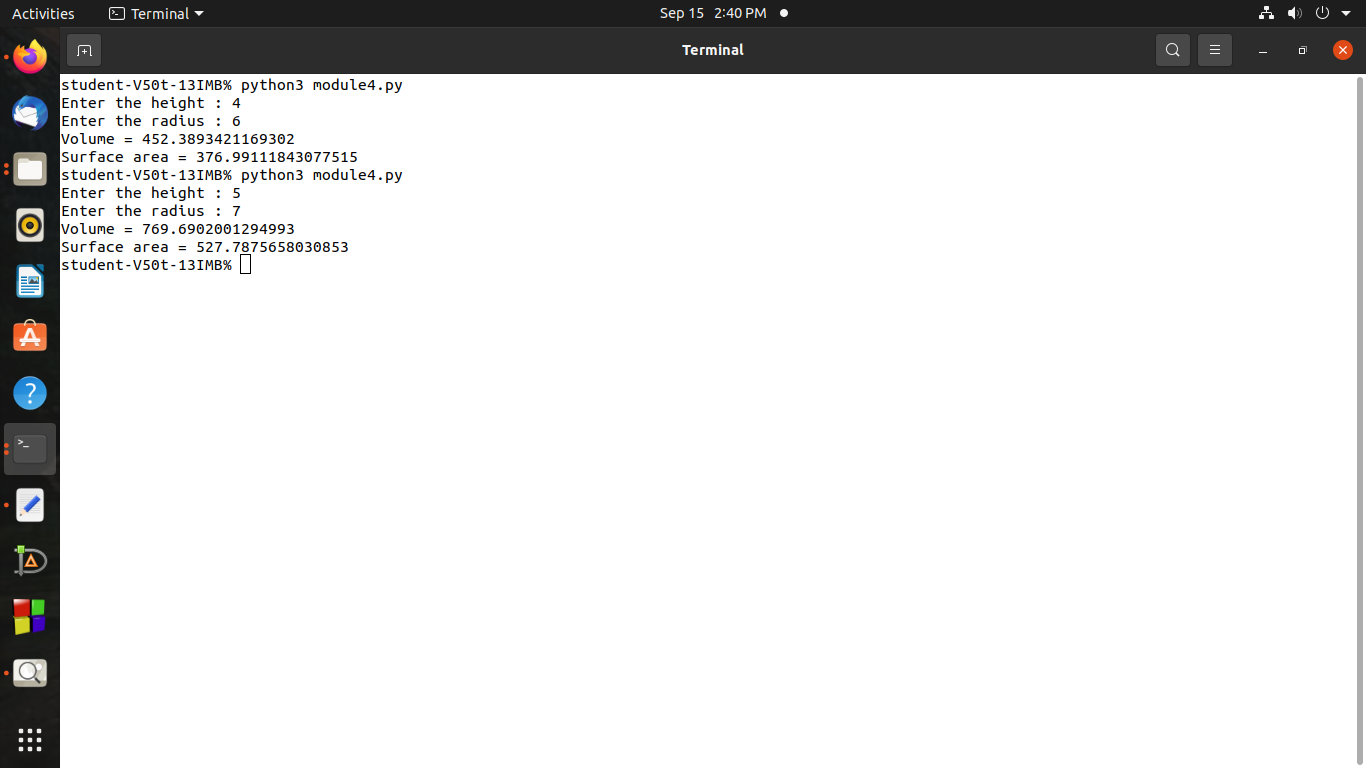 Activities
Terminal
Sep 15 2:40 PM
Terminal
student-V50t-13IMB% python3 module4.py
Enter the height : 4
Enter the radius : 6
Volume = 452.3893421169302
Surface area = 376.99111843077515
student-V50t-13IMB% python3 module4.py
Enter the height : 5
Enter the radius : 7
Volume = 769.6902001294993
Surface area = 527.7875658030853
student-V50t-13IMB%